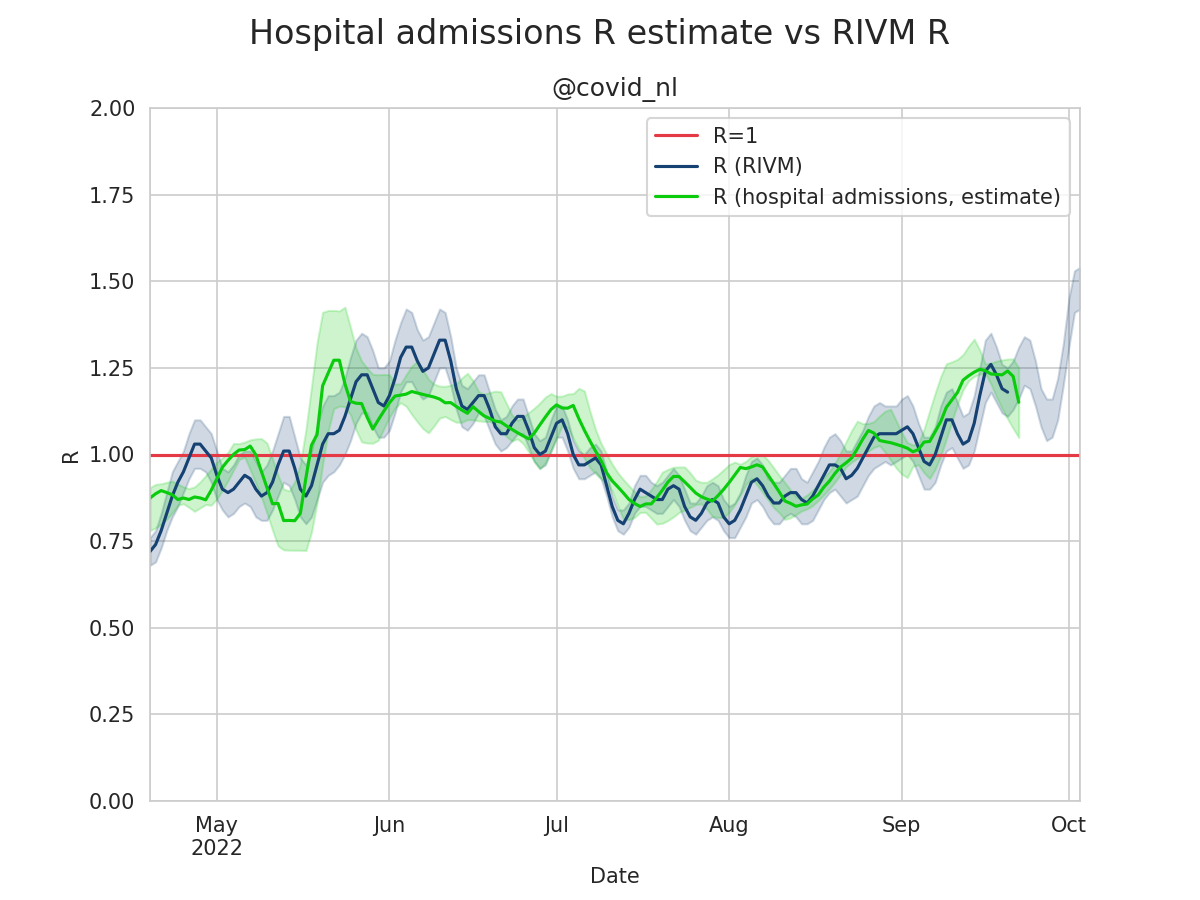 Hospital admissions R estimate vs RIVM R
@covid_nl
R=1
R (RIVM)
R (hospital admissions, estimate)
2.00
1.75
1.50
1.25
1.00
0.75
0.50
0.25
0.00
R
May
2022
Jun
Jul
Aug
Sep
Oct
Date